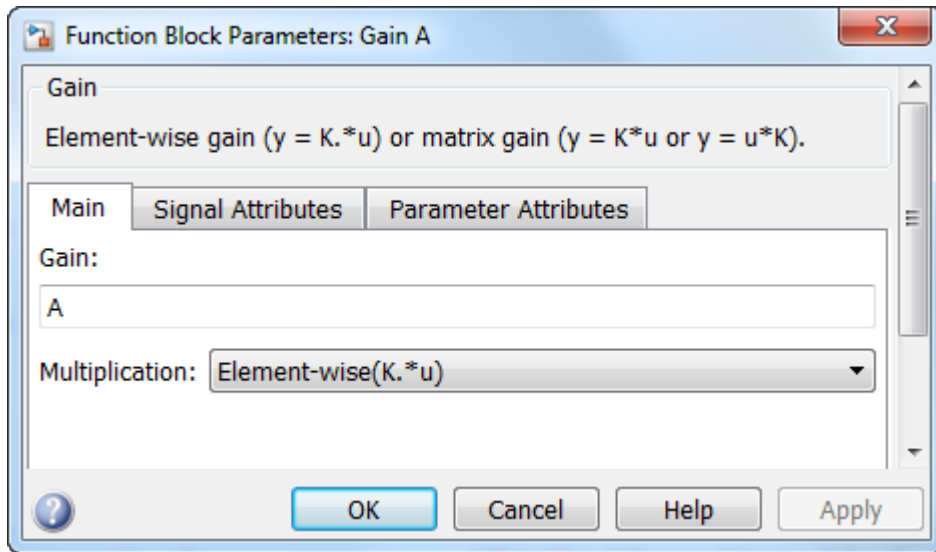 Function Block Parameters: Gain A
Gain
Element-wise gain (y = K.*u) or matrix gain (y = K*u or y = u*K).
Main Signal Attributes Parameter Attributes
Gain:
A
Multiplication: Element-wise(K.*u)
OK Cancel Help Apply